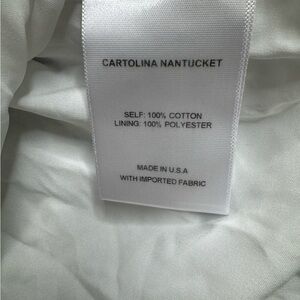 CARTOLINA NANTUCKET
SELF: 100% COTTON
LINING: 100% POLYESTER
MADE IN U.S.A
WITH IMPORTED FABRIC